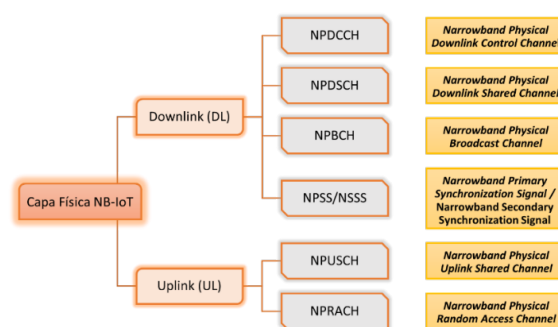 NPDCCH
Narrowband Physical
Downlink Control Channel
NPDSCH
Narrowband Physical
Downlink Shared Channel
Downlink (DL)
NPBCH
Narrowband Physical
Broadcast Channel
Capa Física NB-IoT
NPSS/NSSS
Narrowband Primary
Synchronization Signal /
Narrowband Secondary
Synchronization Signal
Uplink (UL)
NPUSCH
Narrowband Physical
Uplink Shared Channel
NPRACH
Narrowband Physical
Random Access Channel